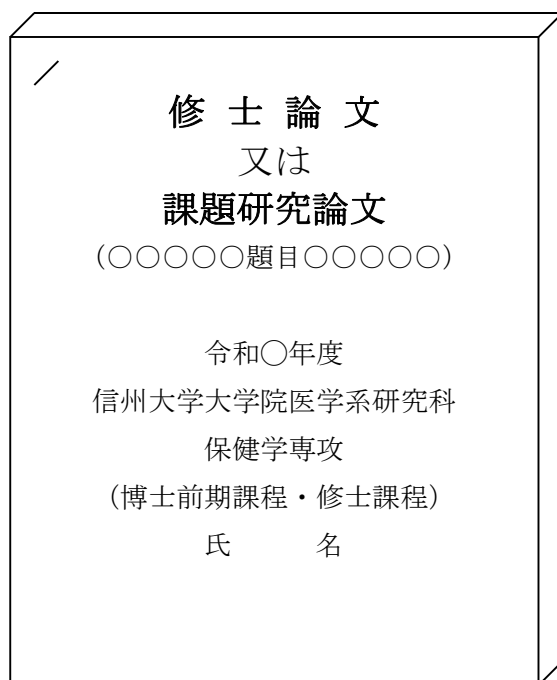 修 士 論 文
又は
課題研究論文
（○○○○○題目○○○○○）
令和○年度
信州大学大学院医学系研究科
保健学専攻
（博士前期課程・修士課程）
氏　　　名